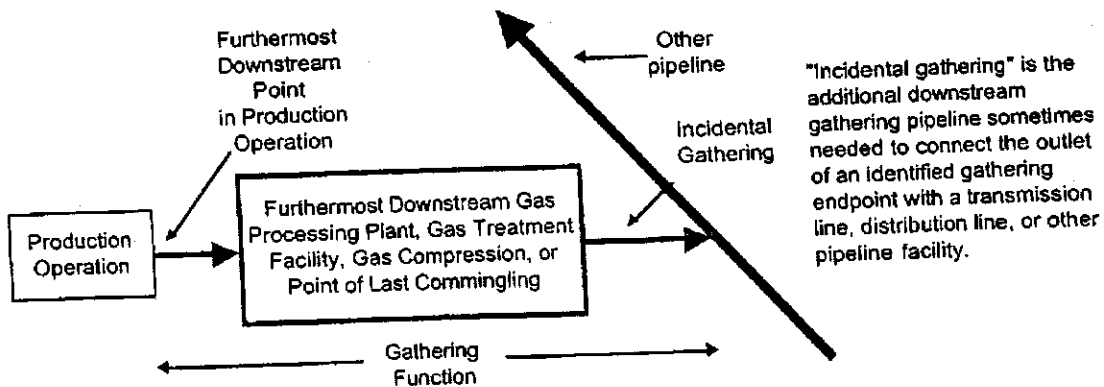 Furthermost
Downstream
Point
in Production
Operation
Other
pipeline
Incidental
Gathering
"Incidental gathering" is the
additional downstream
gathering pipeline sometimes
needed to connect the outlet
of an identified gathering
endpoint with a transmission
line, distribution line, or other
pipeline facility.
Production
Operation
Furthermost Downstream Gas
Processing Plant, Gas Treatment
Facility, Gas Compression, or
Point of Last Commingling
Gathering
Function